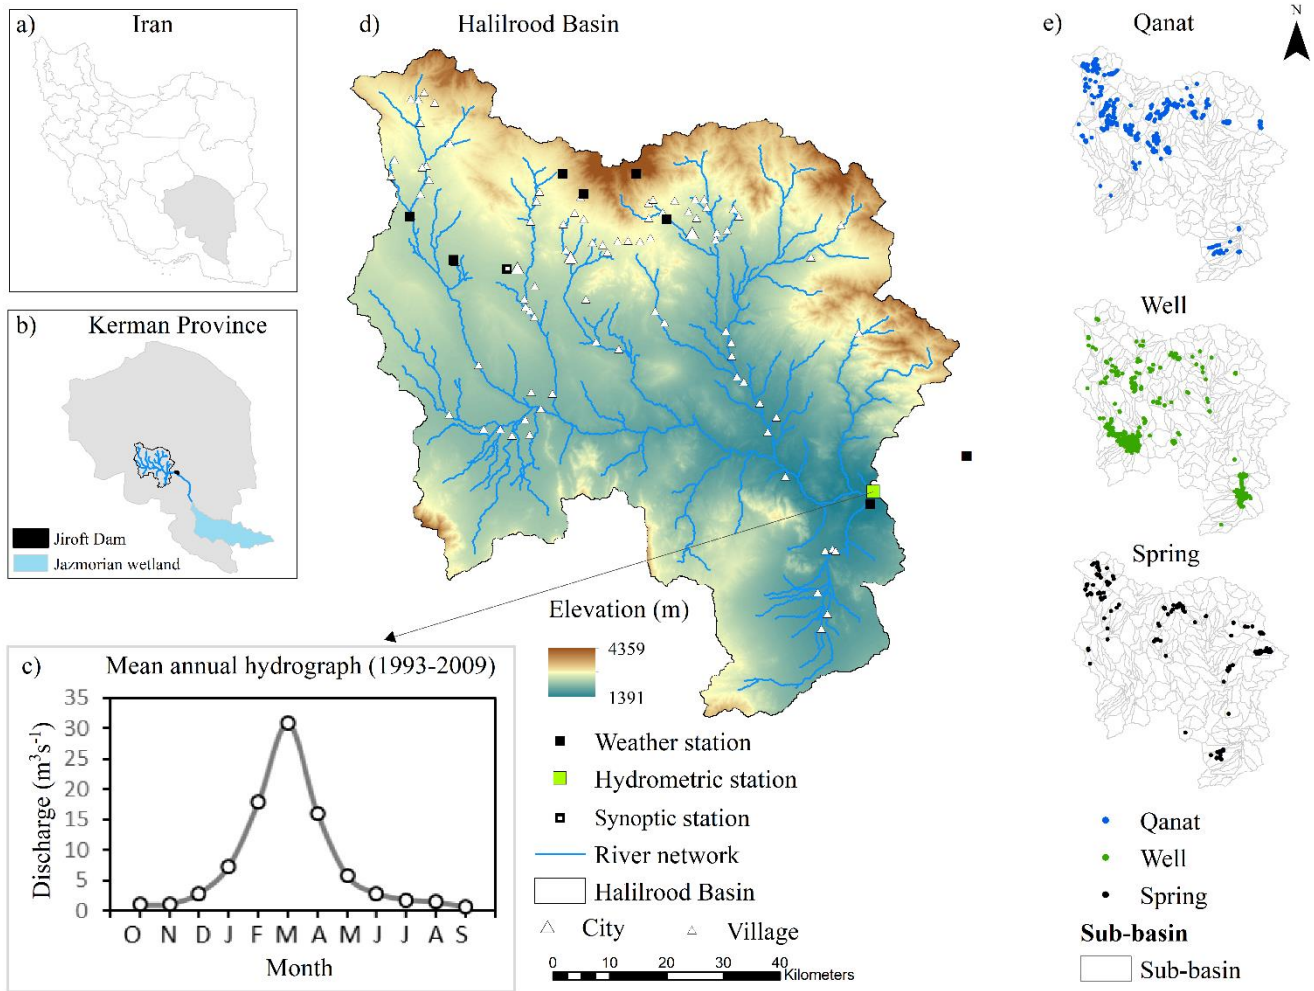 a) Iran
b) Kerman Province
Jiroft Dam
Jazmorian wetland
c) Mean annual hydrograph (1993-2009)
Discharge (m³s⁻¹)
35
30
25
20
15
10
5
0
O N D J F M A M J J A S
Month
d) Halilrood Basin
Elevation (m)
4359
1391
Weather station
Hydrometric station
Synoptic station
River network
Halilrood Basin
City Village
0 5 10 20 30 40
Kilometers
e) Qanat
N
Well
Spring
Qanat
Well
Spring
Sub-basin
Sub-basin